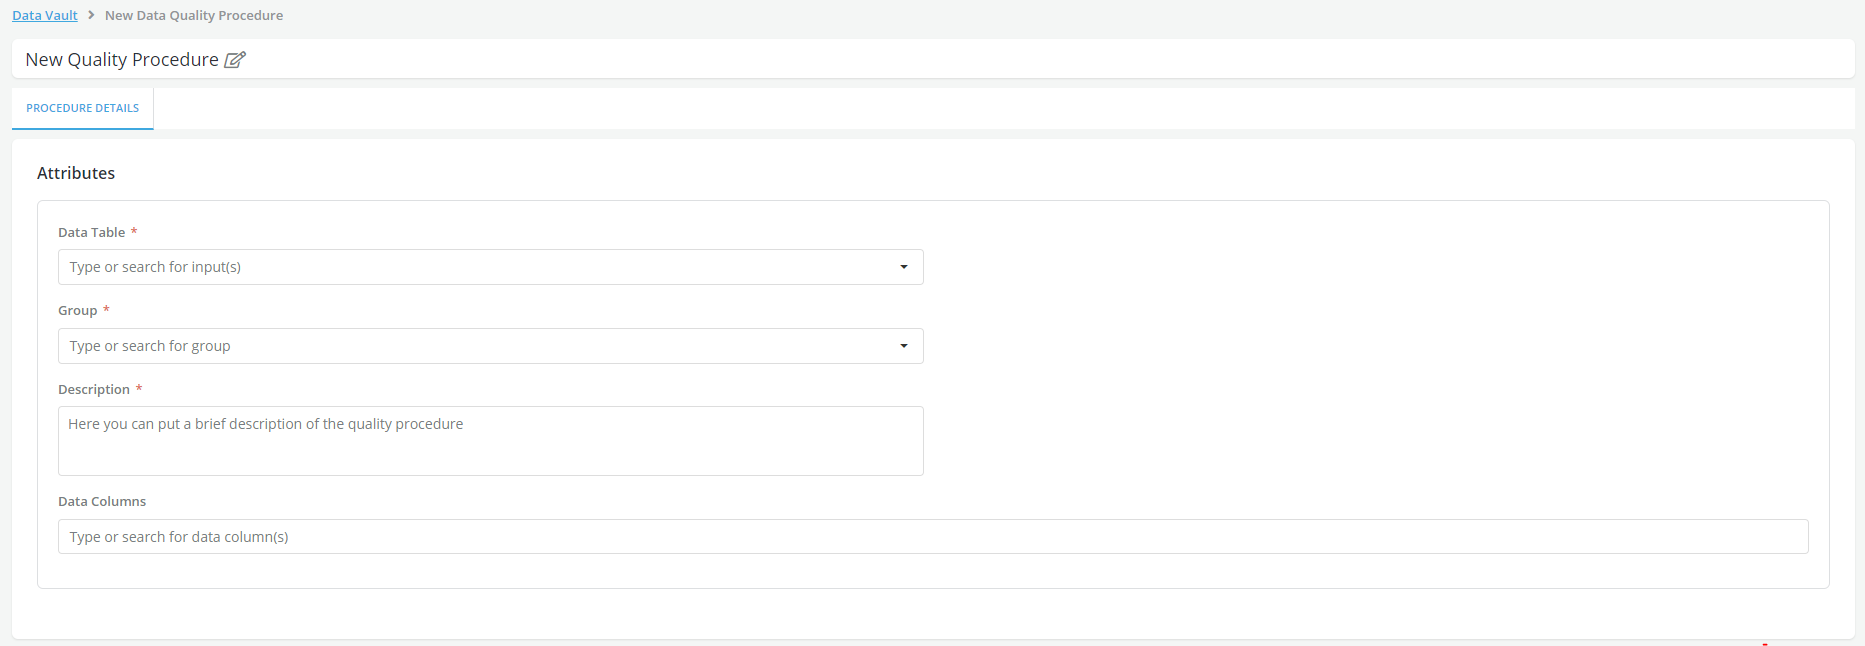 Data Vault > New Data Quality Procedure
New Quality Procedure
PROCEDURE DETAILS
Attributes
Data Table *
Type or search for input(s)
Group *
Type or search for group
Description *
Here you can put a brief description of the quality procedure
Data Columns
Type or search for data column(s)